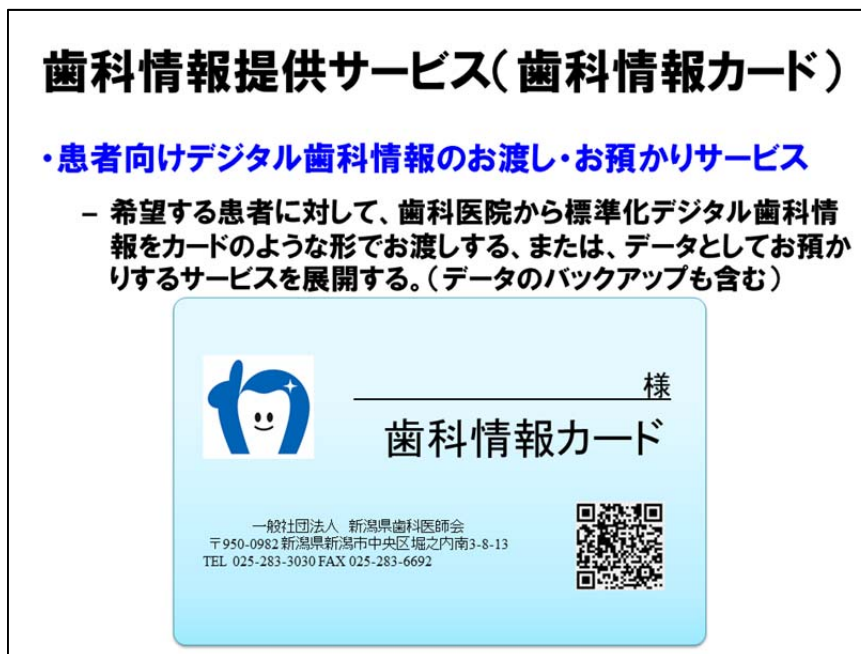 歯科情報提供サービス(歯科情報カード)
・患者向けデジタル歯科情報のお渡し・お預かりサービス
– 希望する患者に対して、歯科医院から標準化デジタル歯科情
報をカードのような形でお渡しする、または、データとしてお預か
りするサービスを展開する。(データのバックアップも含む)
様
歯科情報カード
一般社団法人 新潟県歯科医師会
〒950-0982 新潟県新潟市中央区堀之内南3-8-13
TEL 025-283-3030 FAX 025-283-6692